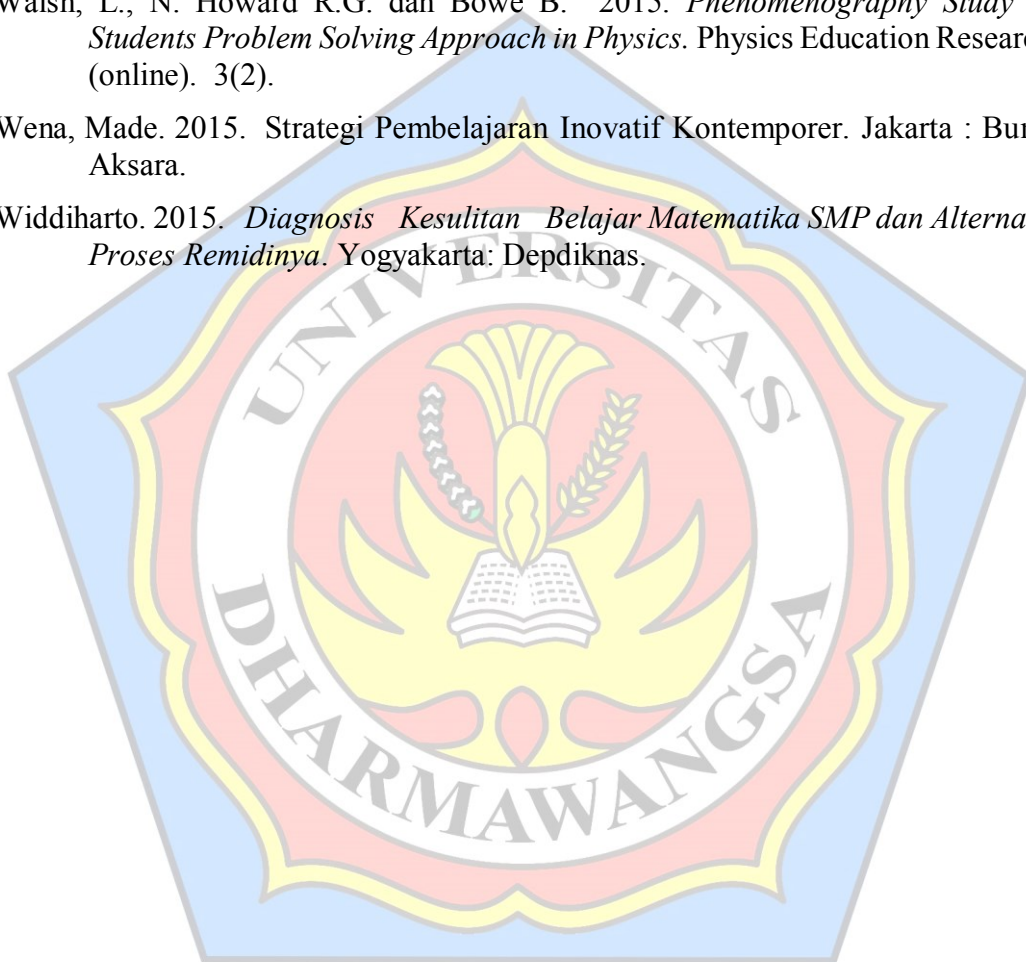 Walsh, L., N. Howard R.G. dan Bowe B. 2015. Phenomenography Study
Students Problem Solving Approach in Physics. Physics Education Resear
(online). 3(2).
Wena, Made. 2015. Strategi Pembelajaran Inovatif Kontemporer. Jakarta : Bu
Aksara.
Widdiharto. 2015. Diagnosis Kesulitan Belajar Matematika SMP dan Alterna
Proses Remidinya. Yogyakarta: Depdiknas.
UNIVERSITAS
DHARMAWANGSA